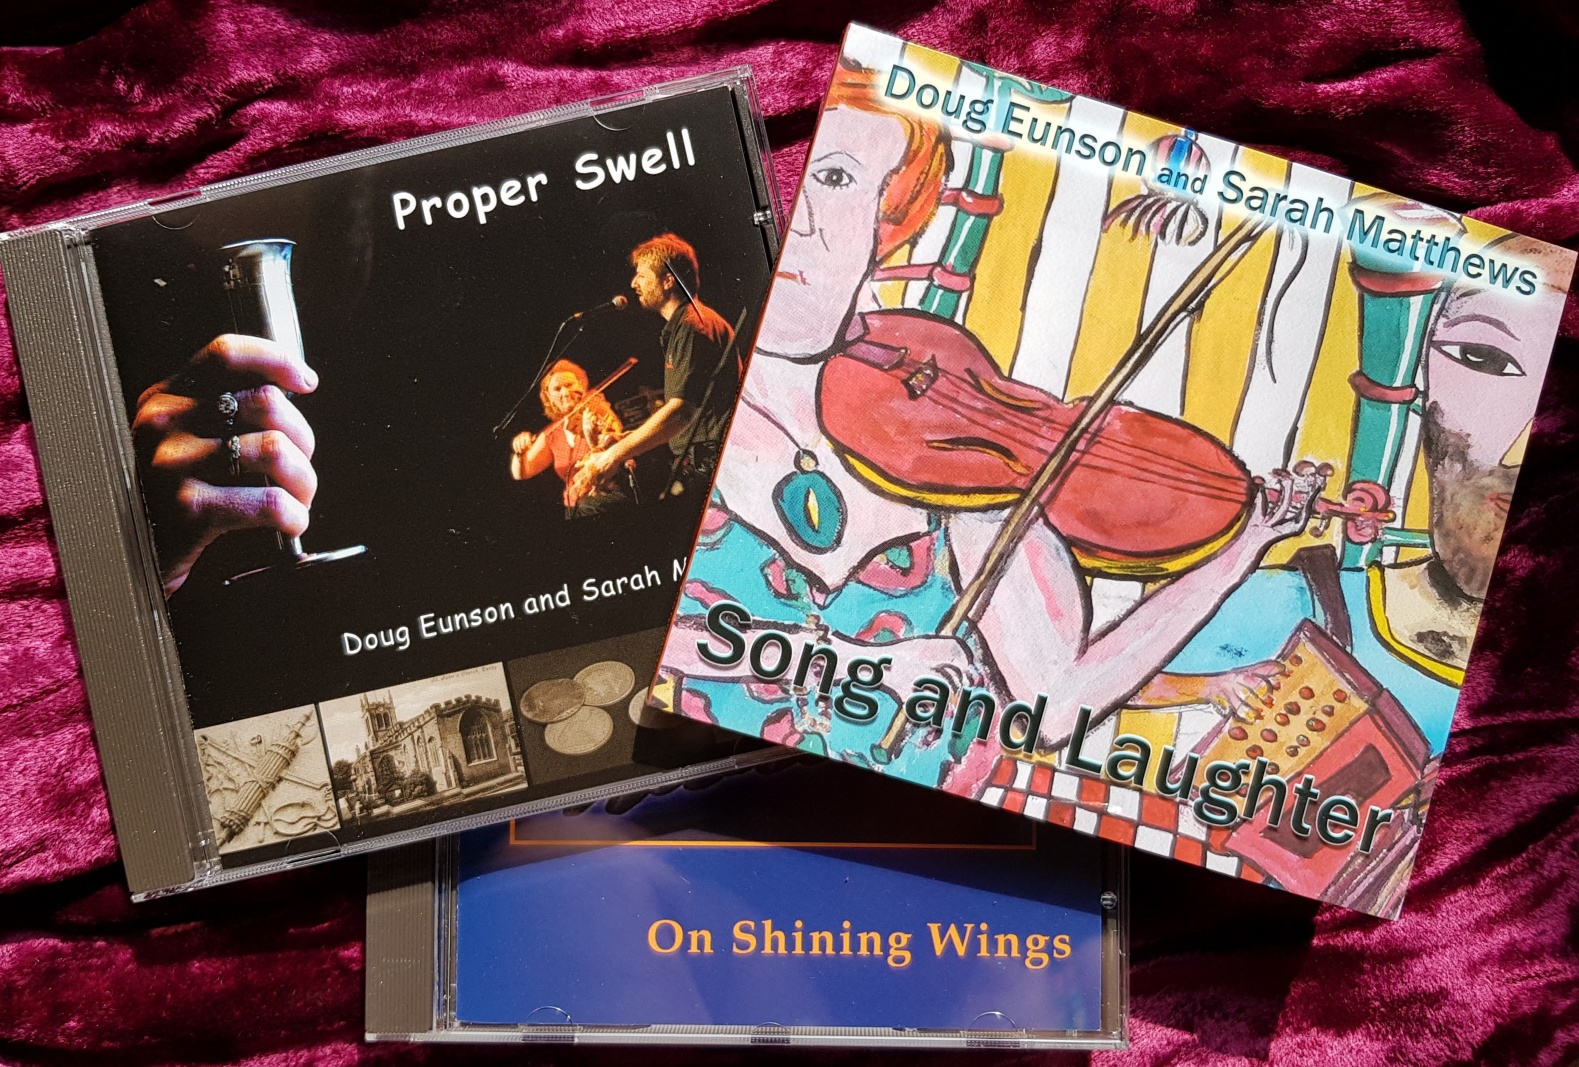 Proper Swell
Doug Eunson and Sarah
Doug Eunson and Sarah Matthews
Song and Laughter
On Shining Wings